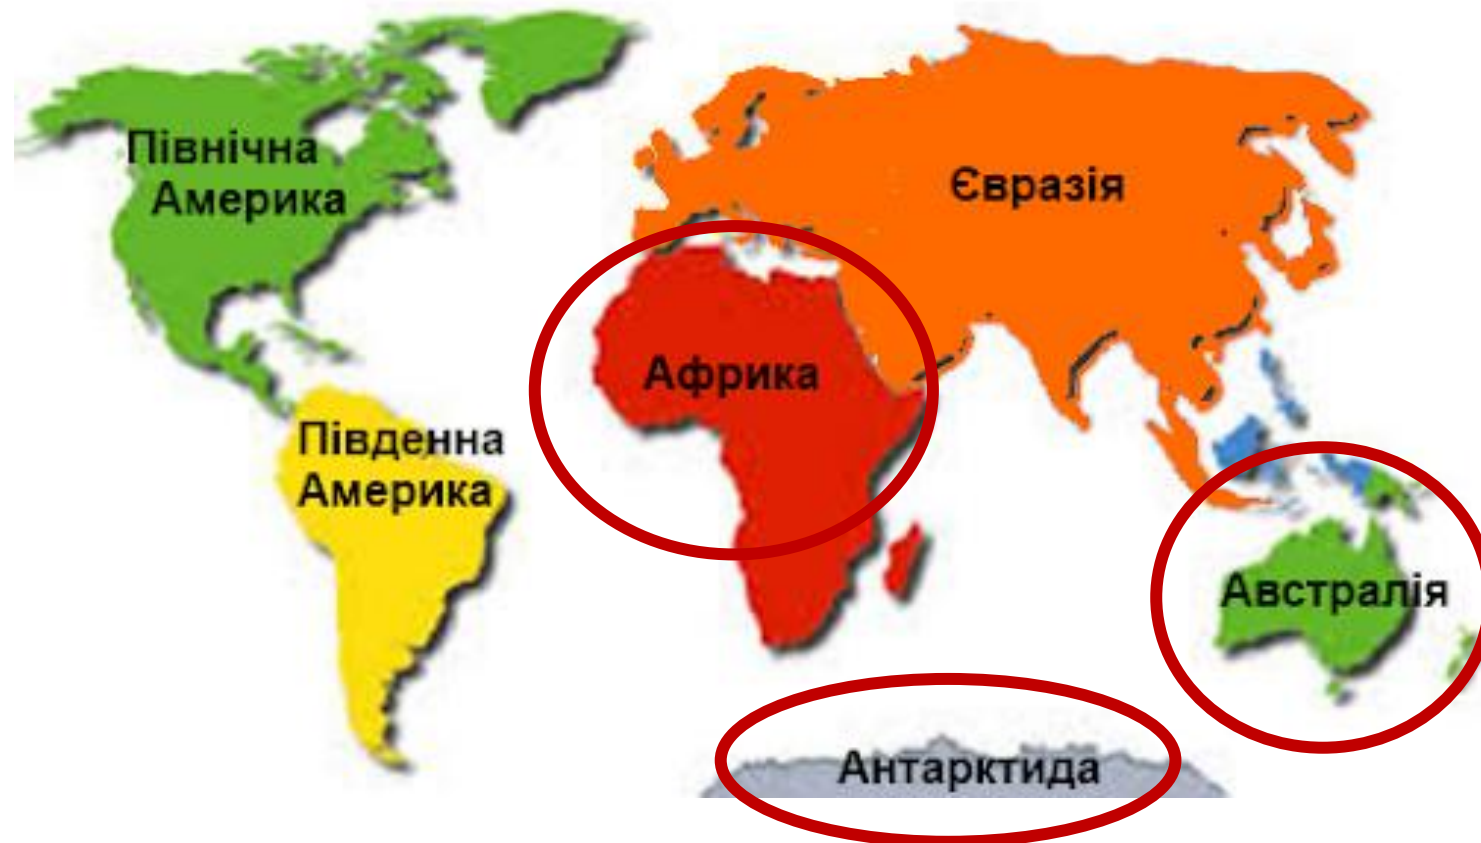 Північна
Америка
Євразія
Африка
Південна
Америка
Австралія
Антарктида